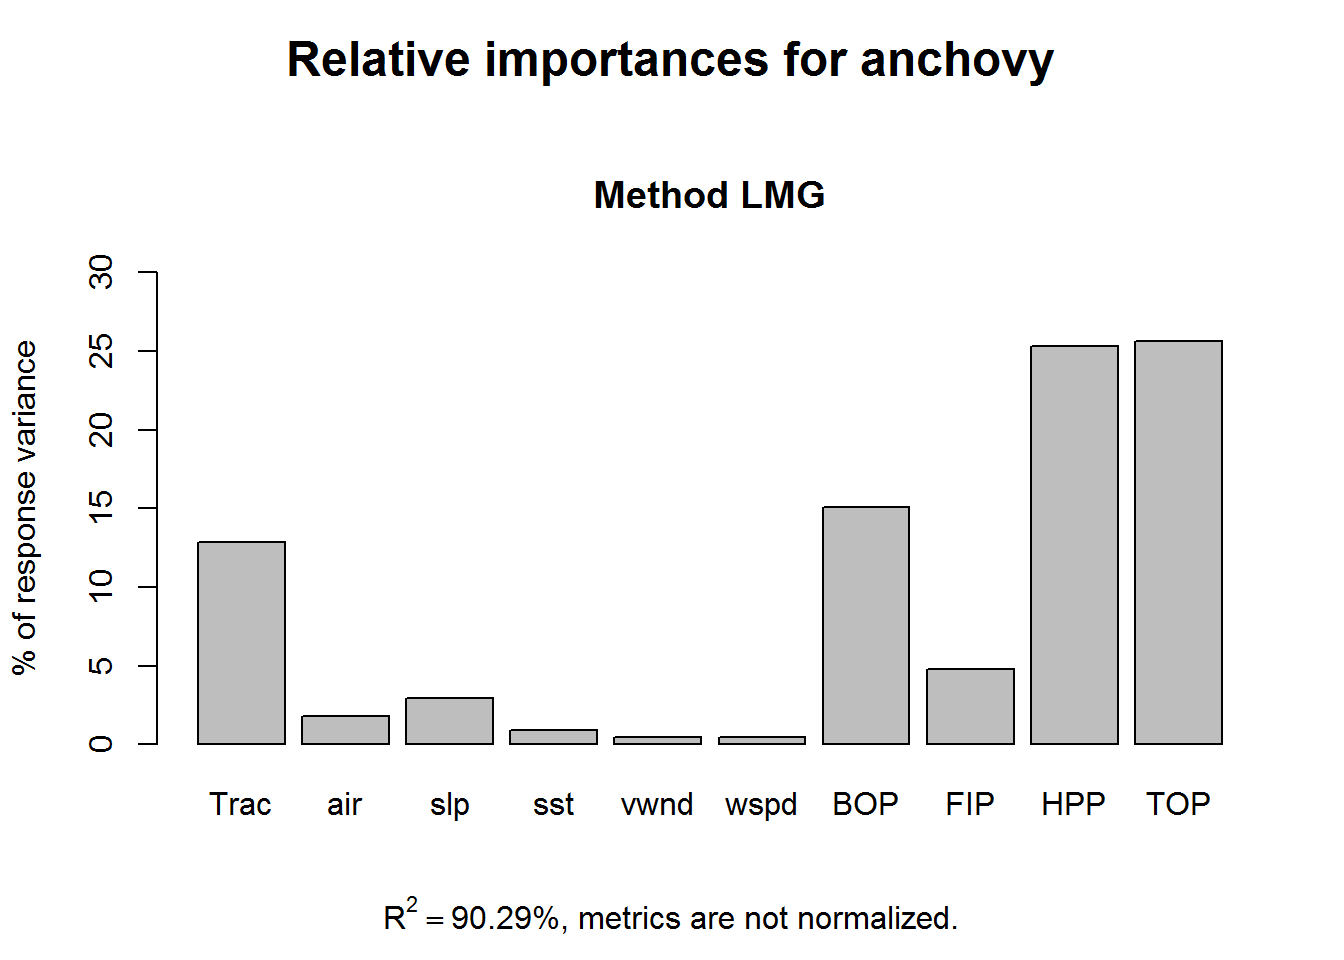 Relative importances for anchovy
Method LMG
% of response variance
30
25
20
15
10
5
0
Trac air slp sst vwnd wspd BOP FIP HPP TOP
R² = 90.29%, metrics are not normalized.